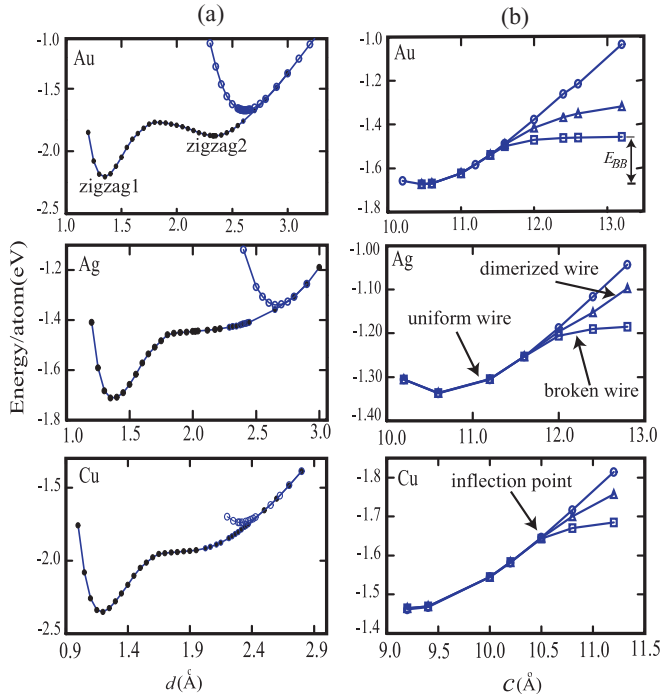 (a)
Energy/atom(eV)
Au
-1.0
-1.5
-2.0
-2.5
zigzag1
zigzag2
1.0 1.5 2.0 2.5 3.0
Ag
-1.2
-1.4
-1.6
-1.8
1.0 1.5 2.0 2.5 3.0
Cu
-1.5
-2.0
-2.5
0.9 1.4 1.9 2.4 2.9
d(Å)
(b)
Au
-1.0
-1.2
-1.4
-1.6
-1.8
E_BB
10.0 11.0 12.0 13.0
Ag
-1.00
-1.10
-1.20
-1.30
-1.40
dimerized wire
uniform wire
broken wire
10.0 11.0 12.0 13.0
Cu
-1.8
-1.7
-1.6
-1.5
-1.4
inflection point
9.0 9.5 10.0 10.5 11.0 11.5
c(Å)